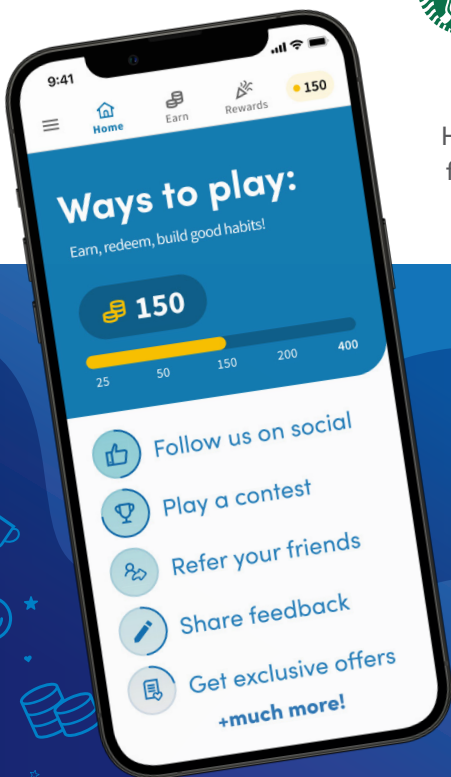 9:41
Home
Earn
Rewards
150
Ways to play:
Earn, redeem, build good habits!
150
25 50 150 200 400
Follow us on social
Play a contest
Refer your friends
Share feedback
Get exclusive offers
+much more!